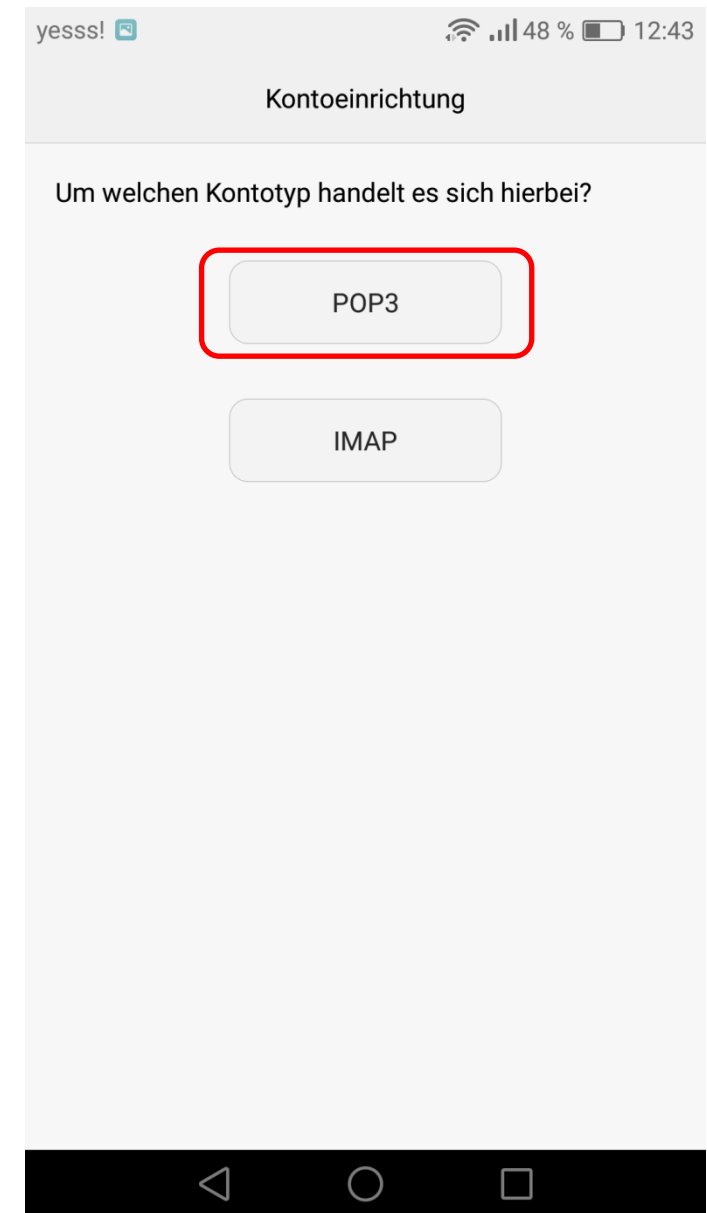 yesss! 48 % 12:43
Kontoeinrichtung
Um welchen Kontotyp handelt es sich hierbei?
POP3
IMAP